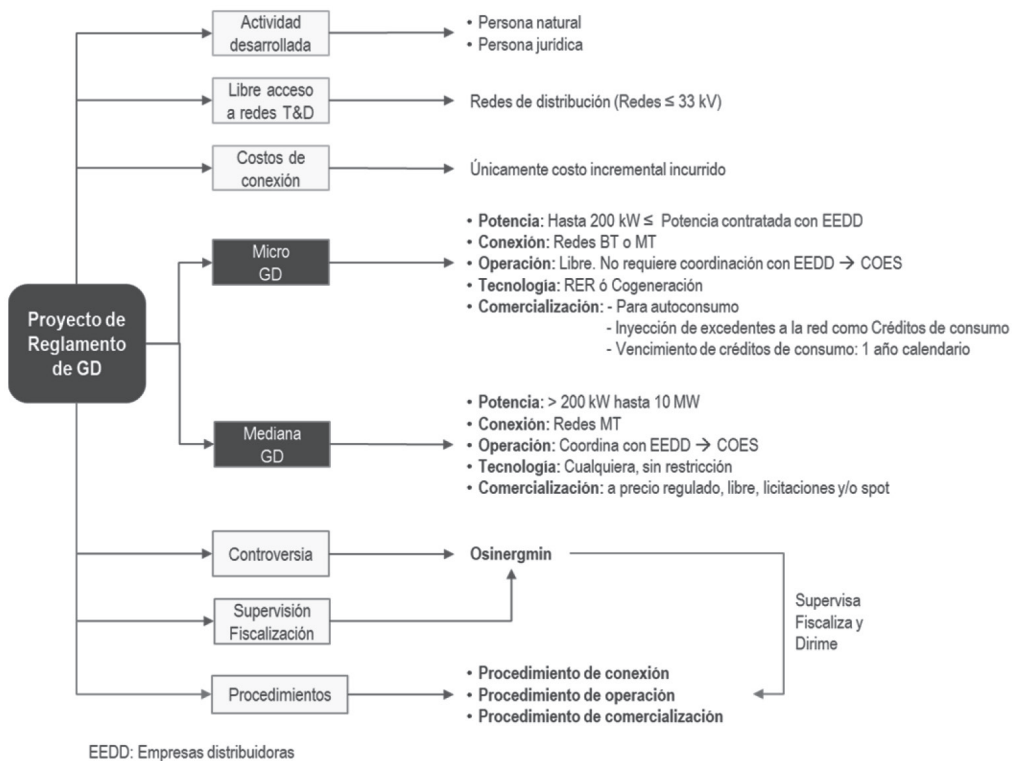 Actividad
desarrollada
• Persona natural
• Persona jurídica
Libre acceso
a redes T&D
Redes de distribución (Redes ≤ 33 kV)
Costos de
conexión
Únicamente costo incremental incurrido
Proyecto de
Reglamento
de GD
Micro
GD
• Potencia: Hasta 200 kW ≤ Potencia contratada con EEDD
• Conexión: Redes BT o MT
• Operación: Libre. No requiere coordinación con EEDD → COES
• Tecnología: RER ó Cogeneración
• Comercialización: - Para autoconsumo
- Inyección de excedentes a la red como Créditos de consumo
- Vencimiento de créditos de consumo: 1 año calendario
Mediana
GD
• Potencia: > 200 kW hasta 10 MW
• Conexión: Redes MT
• Operación: Coordina con EEDD → COES
• Tecnología: Cualquiera, sin restricción
• Comercialización: a precio regulado, libre, licitaciones y/o spot
Controversia
Osinergmin
Supervisión
Fiscalización
Supervisa
Fiscaliza y
Dirime
Procedimientos
• Procedimiento de conexión
• Procedimiento de operación
• Procedimiento de comercialización
EEDD: Empresas distribuidoras